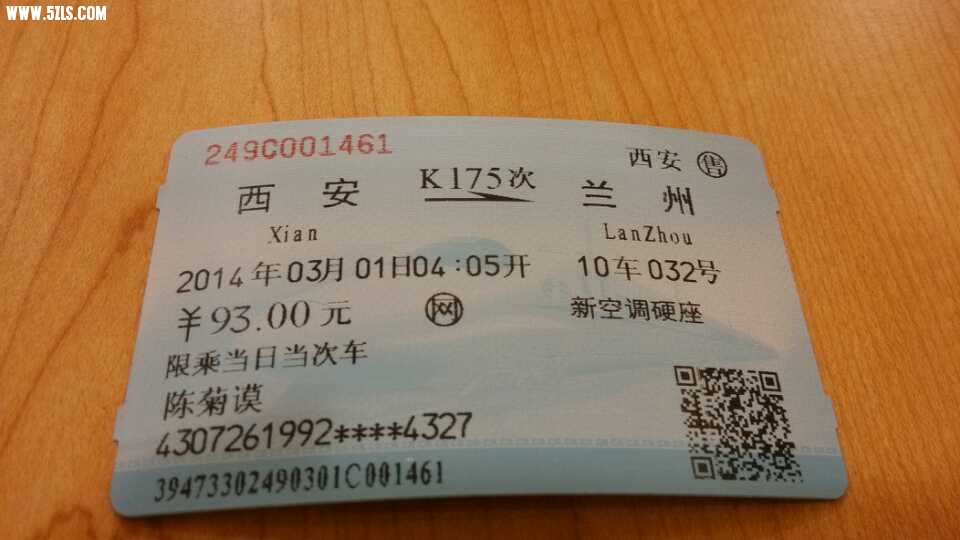 WWW.5ZLS.COM
249C001461 西安 售
西安 K175次 兰州
Xian LanZhou
2014年03月01日04:05开 10车032号
￥93.00元 网 新空调硬座
限乘当日当次车
陈菊谟
4307261992****4327
39473302490301C001461